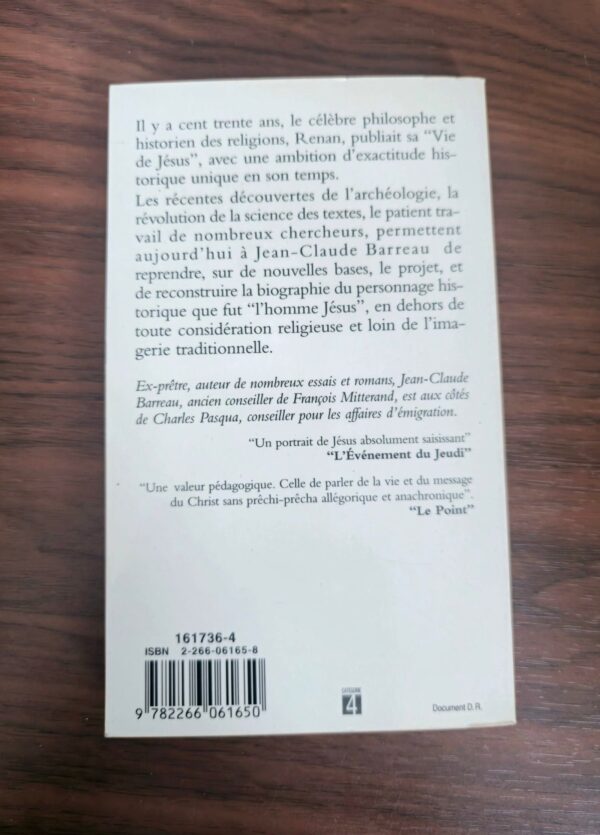 Il y a cent trente ans, le célèbre philosophe et
historien des religions, Renan, publiait sa “Vie
de Jésus”, avec une ambition d'exactitude his-
torique unique en son temps.
Les récentes découvertes de l'archéologie, la
révolution de la science des textes, le patient tra-
vail de nombreux chercheurs, permettent
aujourd'hui à Jean-Claude Barreau de
reprendre, sur de nouvelles bases, le projet, et
de reconstruire la biographie du personnage his-
torique que fut “l'homme Jésus”, en dehors de
toute considération religieuse et loin de l'ima-
gerie traditionnelle.
Ex-prêtre, auteur de nombreux essais et romans, Jean-Claude
Barreau, ancien conseiller de François Mitterand, est aux côtés
de Charles Pasqua, conseiller pour les affaires d'émigration.
“Un portrait de Jésus absolument saisissant”
“L'Événement du Jeudi”
“Une valeur pédagogique. Celle de parler de la vie et du message
du Christ sans prêchi-prêcha allégorique et anachronique”.
“Le Point”
161736-4
ISBN 2-266-06165-8
9 782266 061650
CATÉGORIE
4
Document D. R.